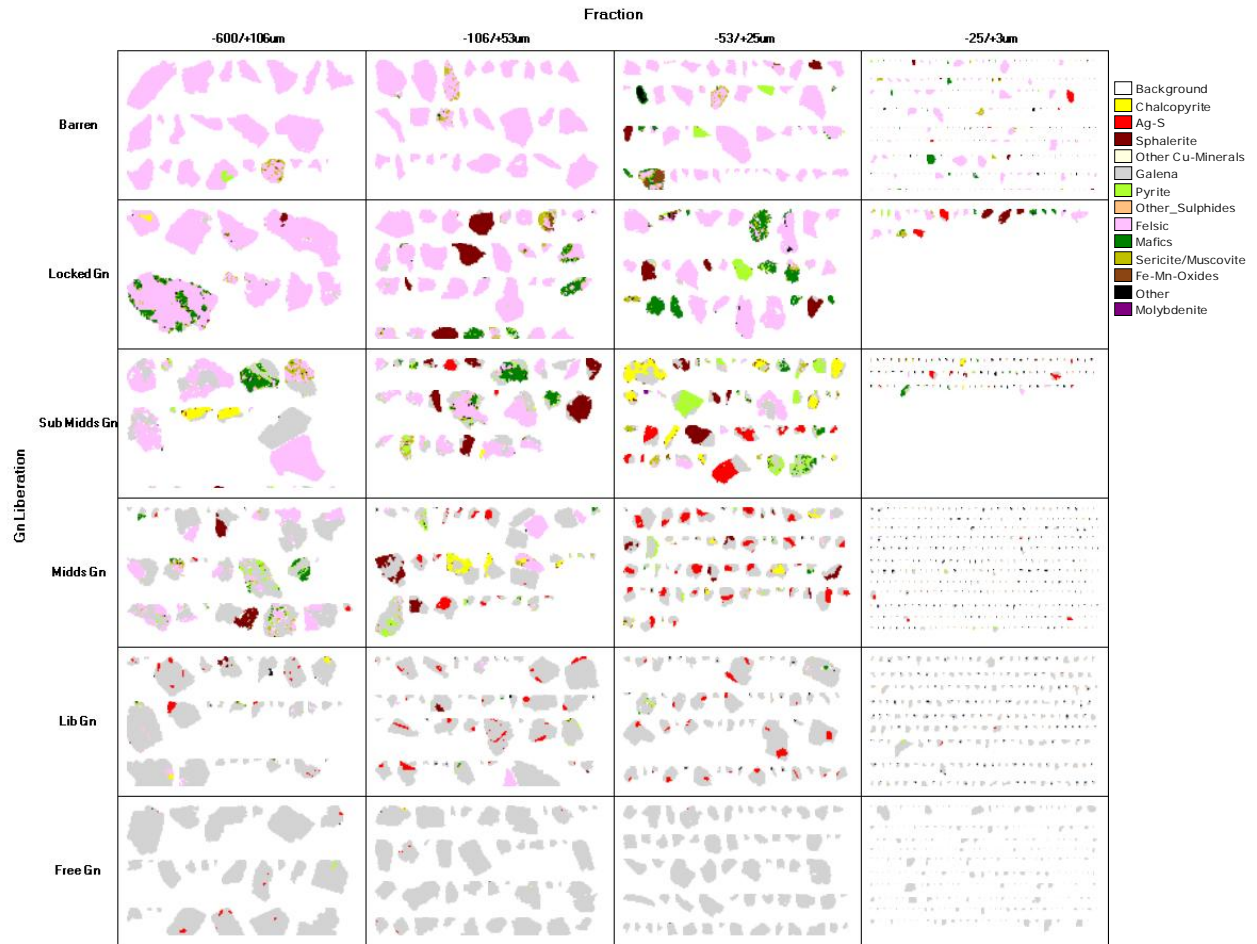 Fraction
-600/+106um
-106/+53um
-53/+25um
-25/+3um
Gn Liberation
Barren
Locked Gn
Sub Midds Gn
Midds Gn
Lib Gn
Free Gn
Background
Chalcopyrite
Ag-S
Sphalerite
Other Cu-Minerals
Galena
Pyrite
Other_Sulphides
Felsic
Mafics
Sericite/Muscovite
Fe-Mn-Oxides
Other
Molybdenite